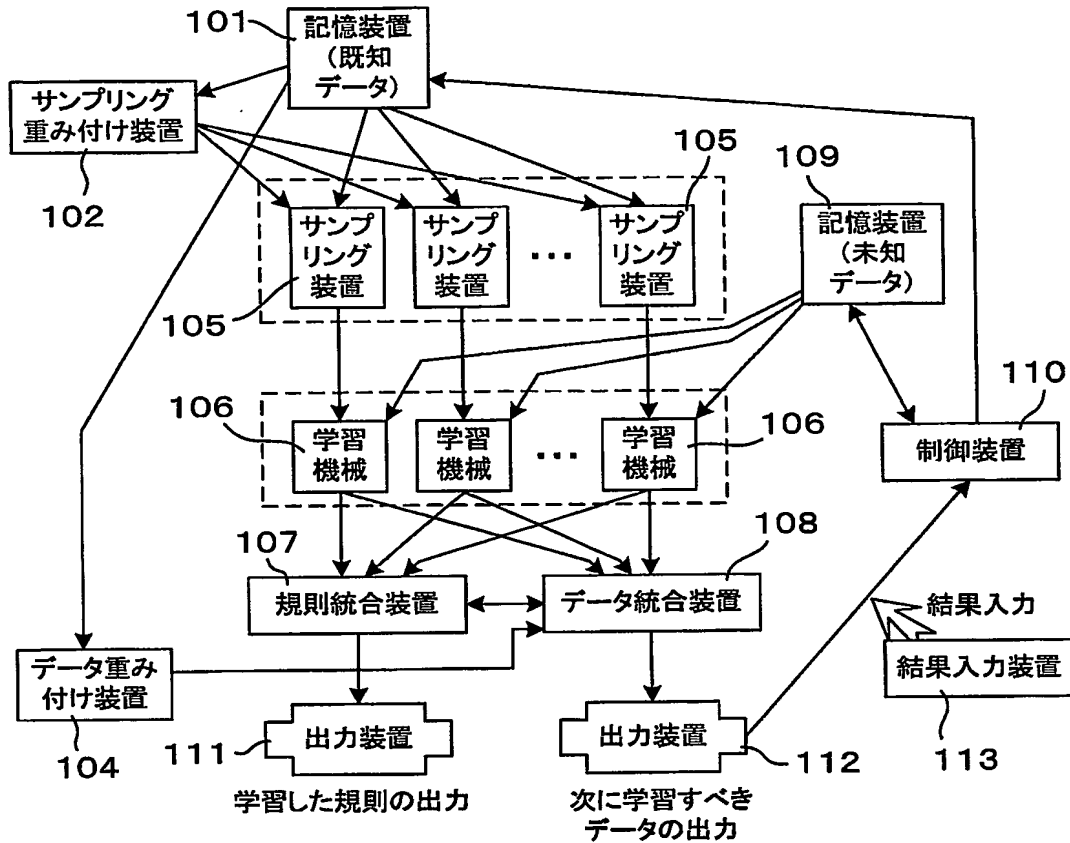 101
記憶装置
(既知
データ)
サンプリング
重み付け装置
102
105
109
サンプ
リング
装置
サンプ
リング
装置
...
サンプ
リング
装置
記憶装置
(未知
データ)
105
110
106
学習
機械
学習
機械
...
学習
機械
106
制御装置
107
108
規則統合装置
データ統合装置
結果入力
結果入力装置
113
データ重み
付け装置
104
111
出力装置
出力装置
112
学習した規則の出力
次に学習すべき
データの出力